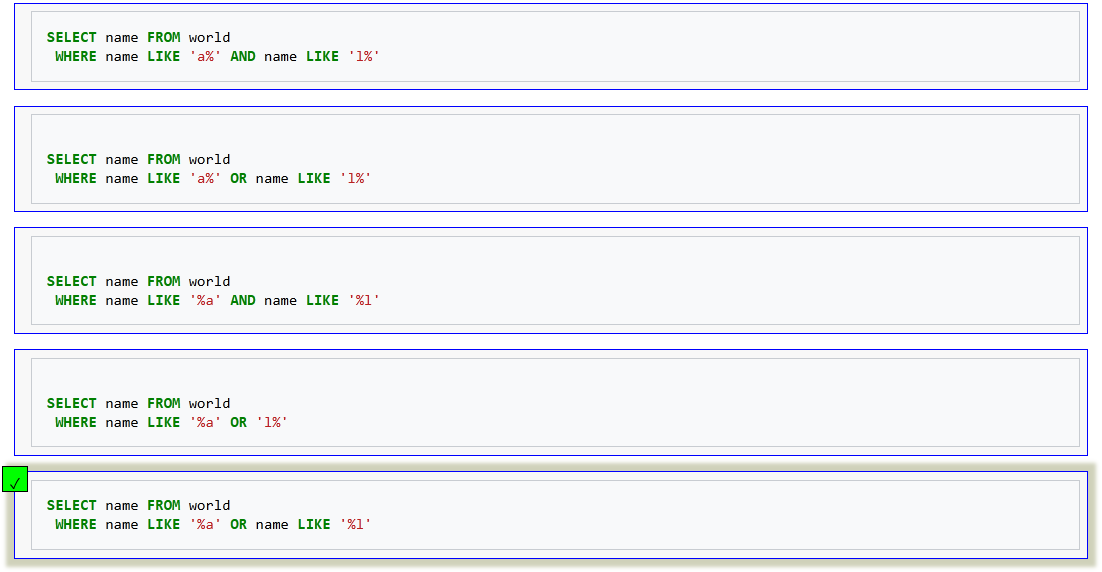 SELECT name FROM world
WHERE name LIKE 'a%' AND name LIKE 'l%'
SELECT name FROM world
WHERE name LIKE 'a%' OR name LIKE 'l%'
SELECT name FROM world
WHERE name LIKE '%a' AND name LIKE '%l'
SELECT name FROM world
WHERE name LIKE '%a' OR 'l%'
✓
SELECT name FROM world
WHERE name LIKE '%a' OR name LIKE '%l'